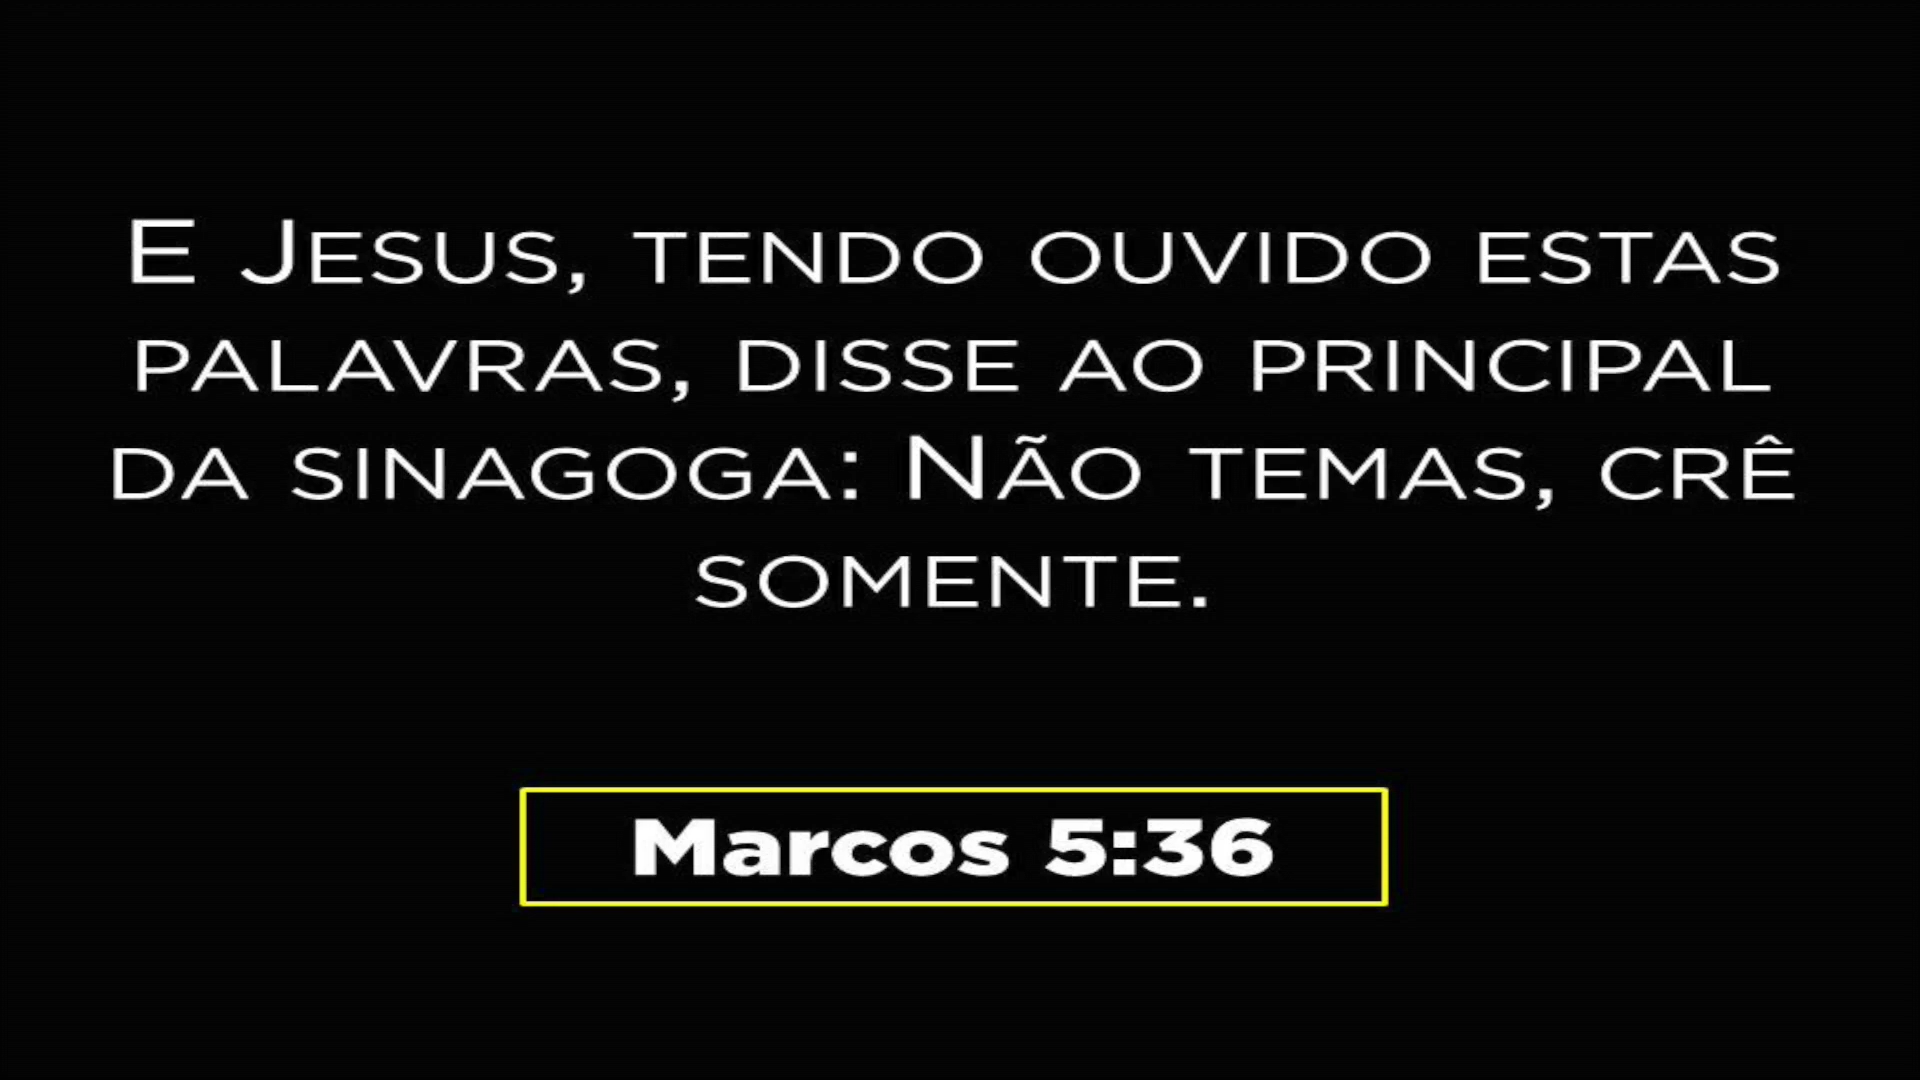 E Jesus, tendo ouvido estas
palavras, disse ao principal
da sinagoga: Não temas, crê
somente.
Marcos 5:36